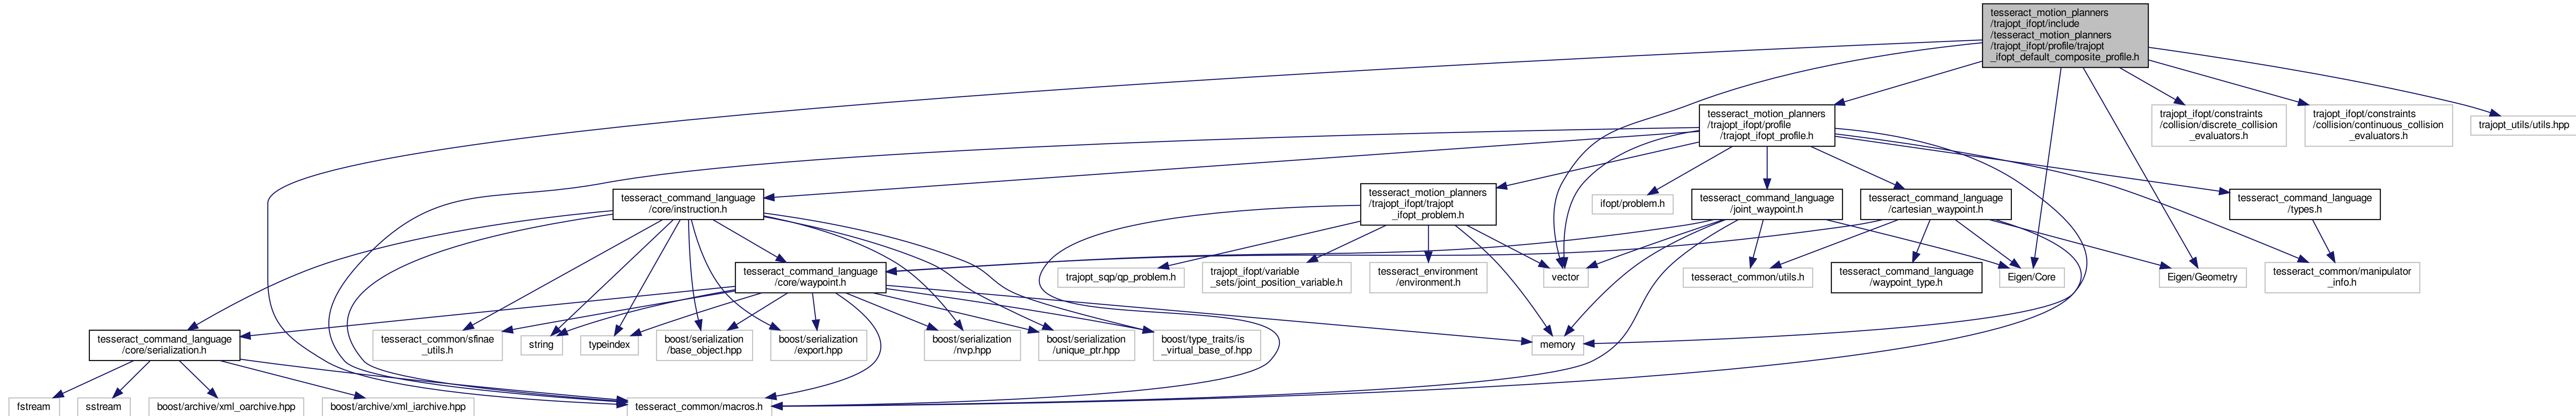 tesseract_motion_planners
/trajopt_ifopt/include
/tesseract_motion_planners
/trajopt_ifopt/profile/trajopt
_ifopt_default_composite_profile.h
tesseract_motion_planners
/trajopt_ifopt/profile
/trajopt_ifopt_profile.h
trajopt_ifopt/constraints
/collision/discrete_collision
_evaluators.h
trajopt_ifopt/constraints
/collision/continuous_collision
_evaluators.h
trajopt_utils/utils.hpp
tesseract_command_language
/core/instruction.h
tesseract_motion_planners
/trajopt_ifopt/trajopt
_ifopt_problem.h
ifopt/problem.h
tesseract_command_language
/joint_waypoint.h
tesseract_command_language
/cartesian_waypoint.h
tesseract_command_language
/types.h
tesseract_command_language
/core/waypoint.h
trajopt_sqp/qp_problem.h
trajopt_ifopt/variable
_sets/joint_position_variable.h
tesseract_environment
/environment.h
vector
tesseract_common/utils.h
tesseract_command_language
/waypoint_type.h
Eigen/Core
Eigen/Geometry
tesseract_common/manipulator
_info.h
tesseract_command_language
/core/serialization.h
tesseract_common/sfinae
_utils.h
string
typeindex
boost/serialization
/base_object.hpp
boost/serialization
/export.hpp
boost/serialization
/nvp.hpp
boost/serialization
/unique_ptr.hpp
boost/type_traits/is
_virtual_base_of.hpp
memory
fstream
sstream
boost/archive/xml_oarchive.hpp
boost/archive/xml_iarchive.hpp
tesseract_common/macros.h